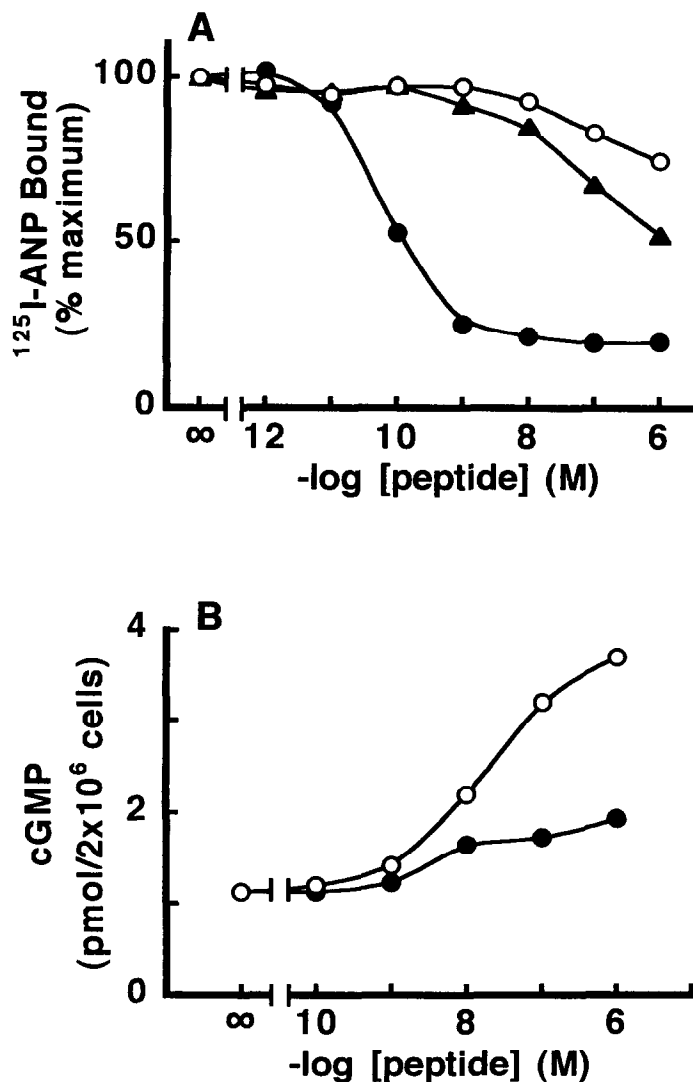 A
100
50
0
¹²⁵I-ANP Bound
(% maximum)
∞ 12 10 8 6
-log [peptide] (M)
B
4
2
0
cGMP
(pmol/2x10⁶ cells)
∞ 10 8 6
-log [peptide] (M)